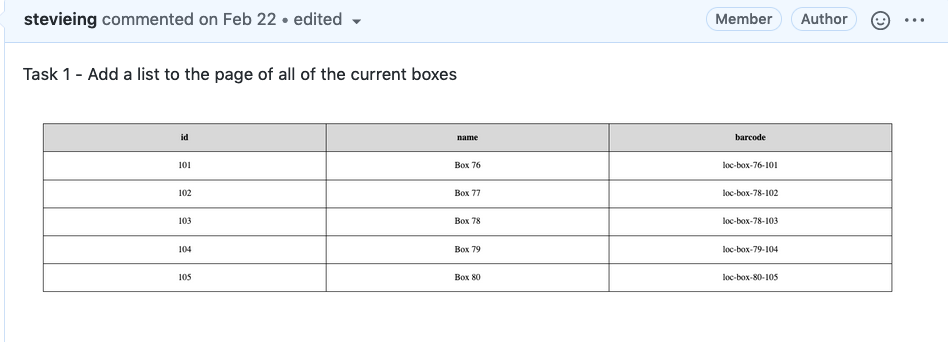 stevieing commented on Feb 22 • edited
Member
Author
Task 1 - Add a list to the page of all of the current boxes
id name barcode
101 Box 76 loc-box-76-101
102 Box 77 loc-box-78-102
103 Box 78 loc-box-78-103
104 Box 79 loc-box-79-104
105 Box 80 loc-box-80-105